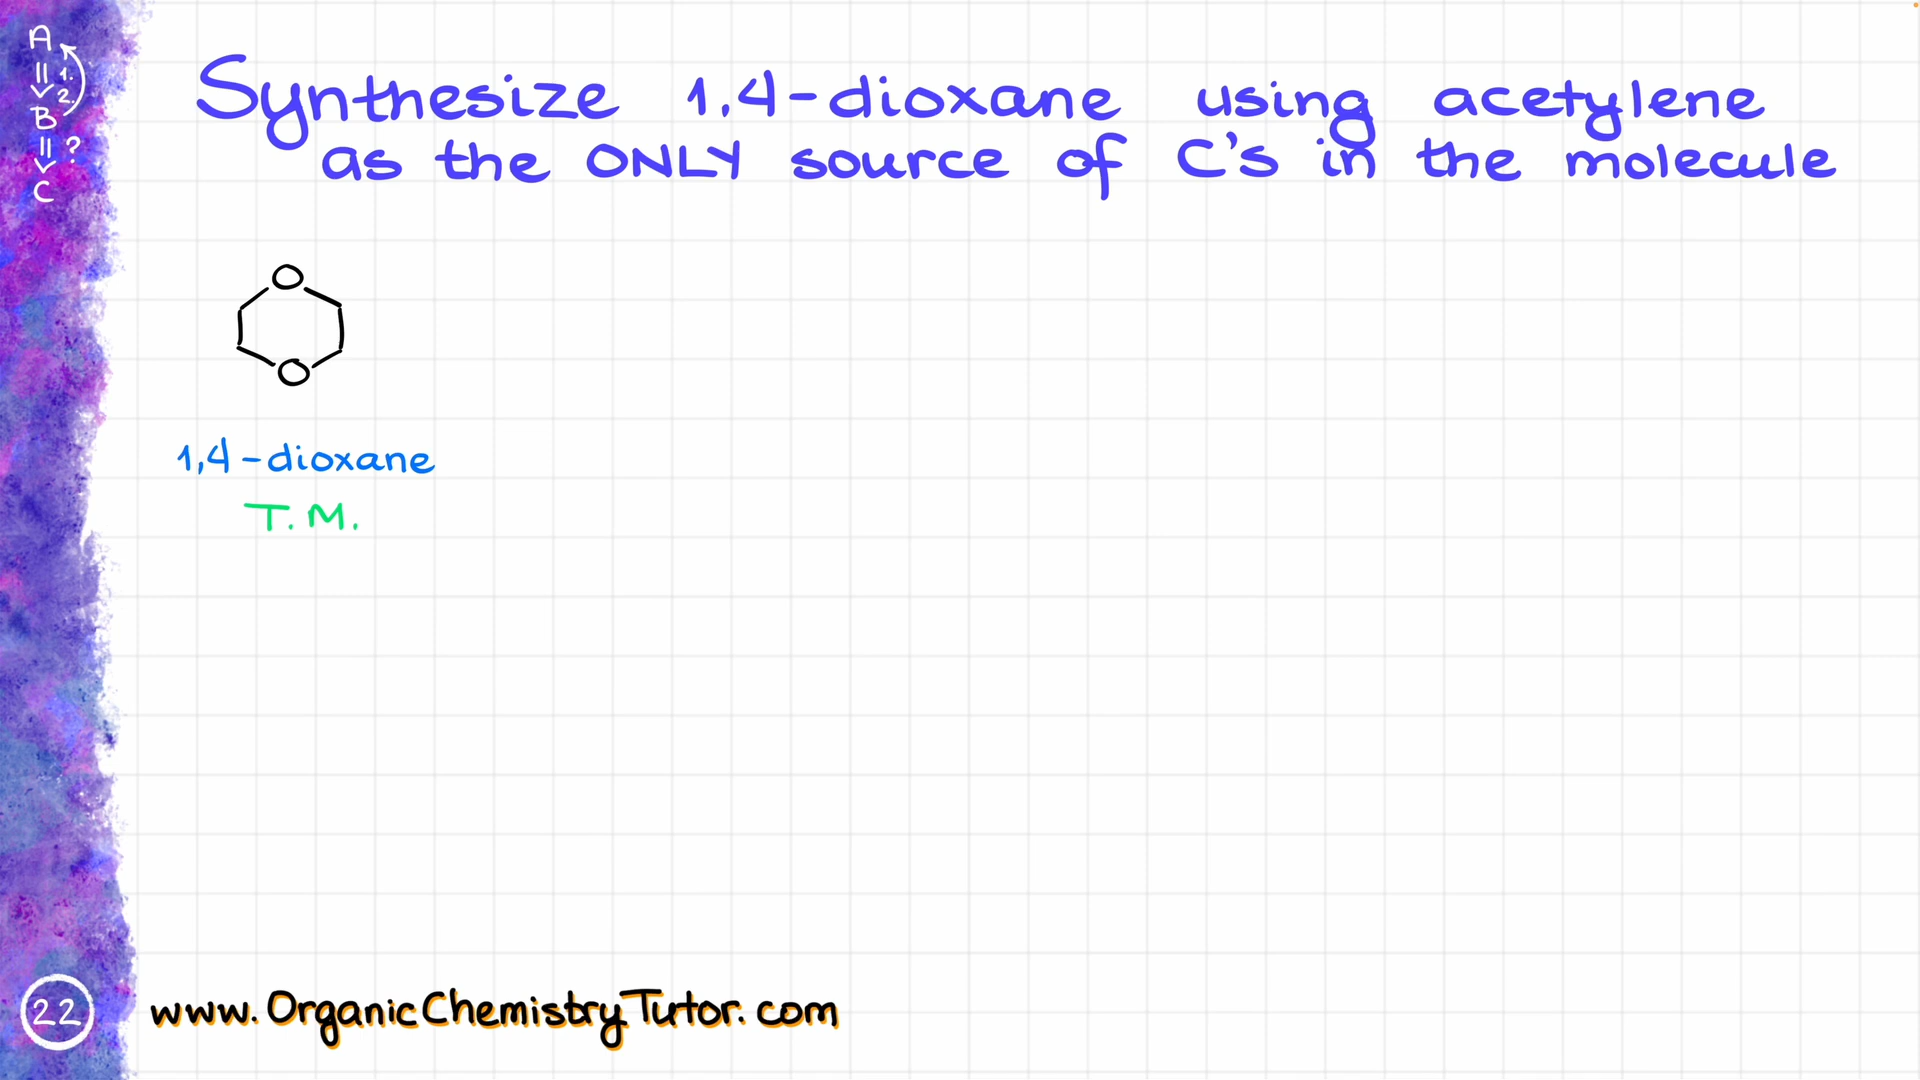 A
1.
2.
B
?
C
Synthesize 1,4-dioxane using acetylene
as the ONLY source of C's in the molecule
O
O
1,4-dioxane
T.M.
22
www.OrganicChemistryTutor.com